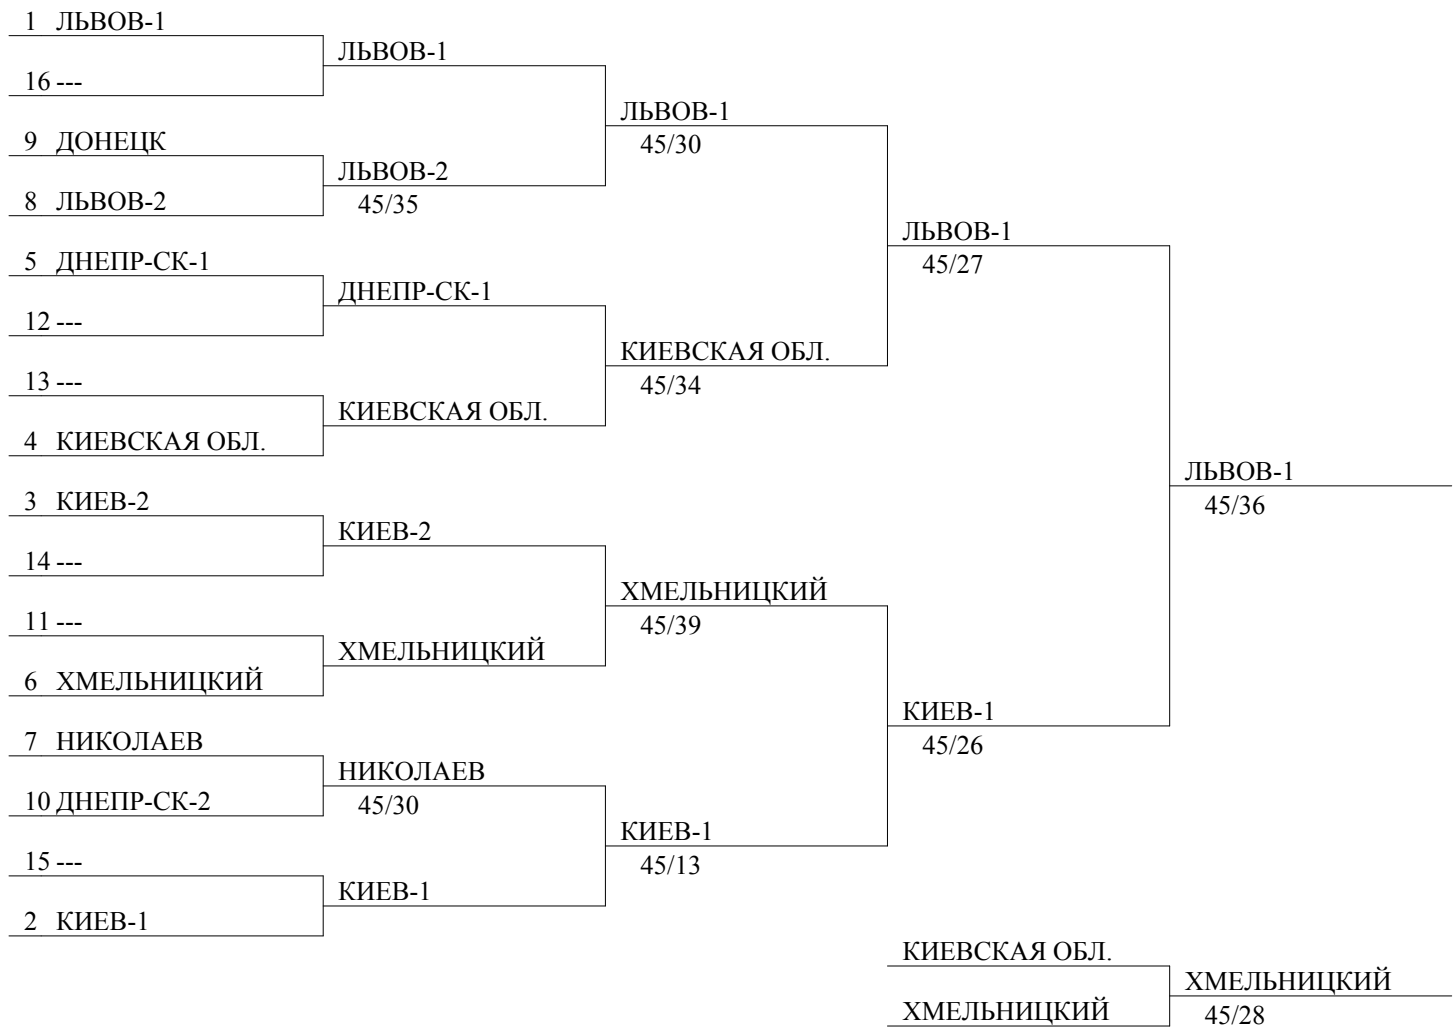 1 ЛЬВОВ-1
16 ---
9 ДОНЕЦК
8 ЛЬВОВ-2
5 ДНЕПР-СК-1
12 ---
13 ---
4 КИЕВСКАЯ ОБЛ.
3 КИЕВ-2
14 ---
11 ---
6 ХМЕЛЬНИЦКИЙ
7 НИКОЛАЕВ
10 ДНЕПР-СК-2
15 ---
2 КИЕВ-1
ЛЬВОВ-1
ЛЬВОВ-2
45/35
ДНЕПР-СК-1
КИЕВСКАЯ ОБЛ.
КИЕВ-2
ХМЕЛЬНИЦКИЙ
НИКОЛАЕВ
45/30
КИЕВ-1
ЛЬВОВ-1
45/30
КИЕВСКАЯ ОБЛ.
45/34
ХМЕЛЬНИЦКИЙ
45/39
КИЕВ-1
45/13
ЛЬВОВ-1
45/27
КИЕВ-1
45/26
ЛЬВОВ-1
45/36
КИЕВСКАЯ ОБЛ.
ХМЕЛЬНИЦКИЙ
ХМЕЛЬНИЦКИЙ
45/28